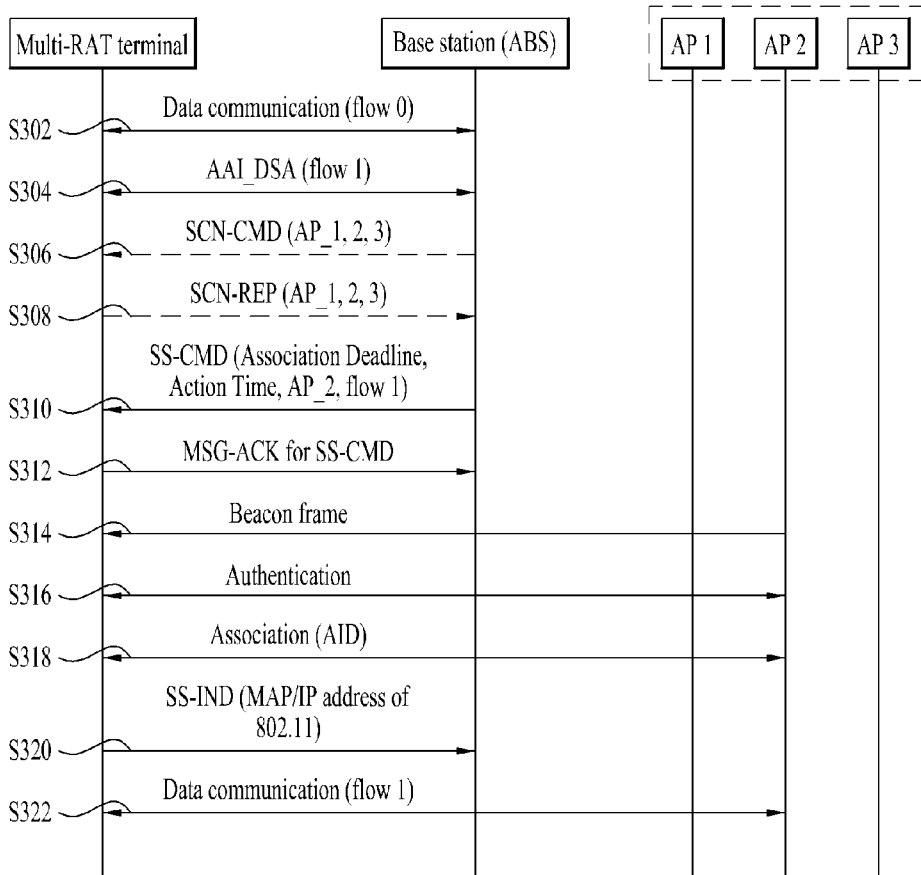 Multi-RAT terminal
Base station (ABS)
AP 1
AP 2
AP 3
Data communication (flow 0)
S302
AAI_DSA (flow 1)
S304
SCN-CMD (AP_1, 2, 3)
S306
SCN-REP (AP_1, 2, 3)
S308
SS-CMD (Association Deadline,
Action Time, AP_2, flow 1)
S310
MSG-ACK for SS-CMD
S312
Beacon frame
S314
Authentication
S316
Association (AID)
S318
SS-IND (MAP/IP address of
802.11)
S320
Data communication (flow 1)
S322